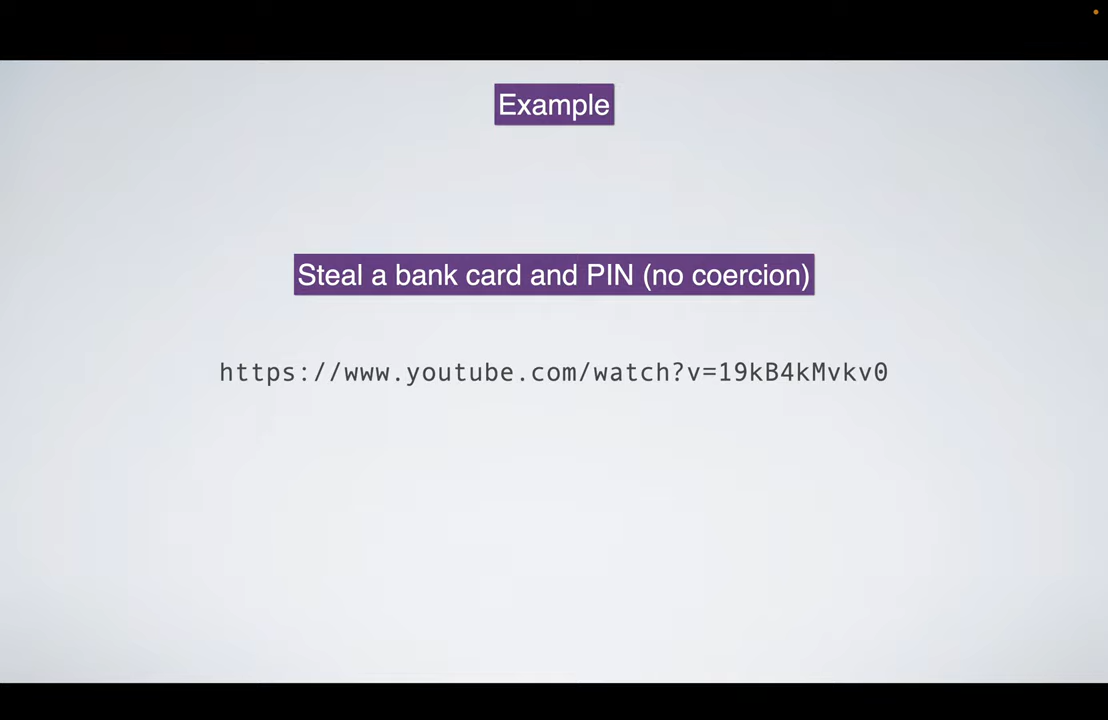 Example
Steal a bank card and PIN (no coercion)
https://www.youtube.com/watch?v=19kB4kMvkv0